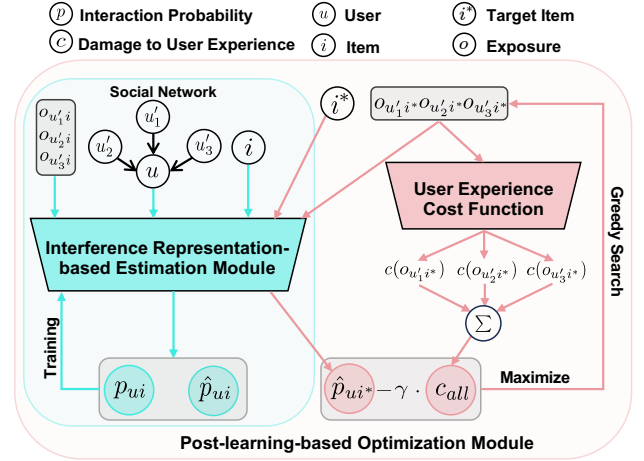 p Interaction Probability
u User
i* Target Item
c Damage to User Experience
i Item
o Exposure
Social Network
o_{u'_1 i}
o_{u'_2 i}
o_{u'_3 i}
u'_1
u'_2
u'_3
u
i
i*
o_{u'_1 i*} o_{u'_2 i*} o_{u'_3 i*}
User Experience
Cost Function
Interference Representation-
based Estimation Module
c(o_{u'_1 i*}) c(o_{u'_2 i*}) c(o_{u'_3 i*})
Σ
Greedy Search
Training
p_{ui} p̂_{ui}
p̂_{ui*} − γ · c_{all}
Maximize
Post-learning-based Optimization Module